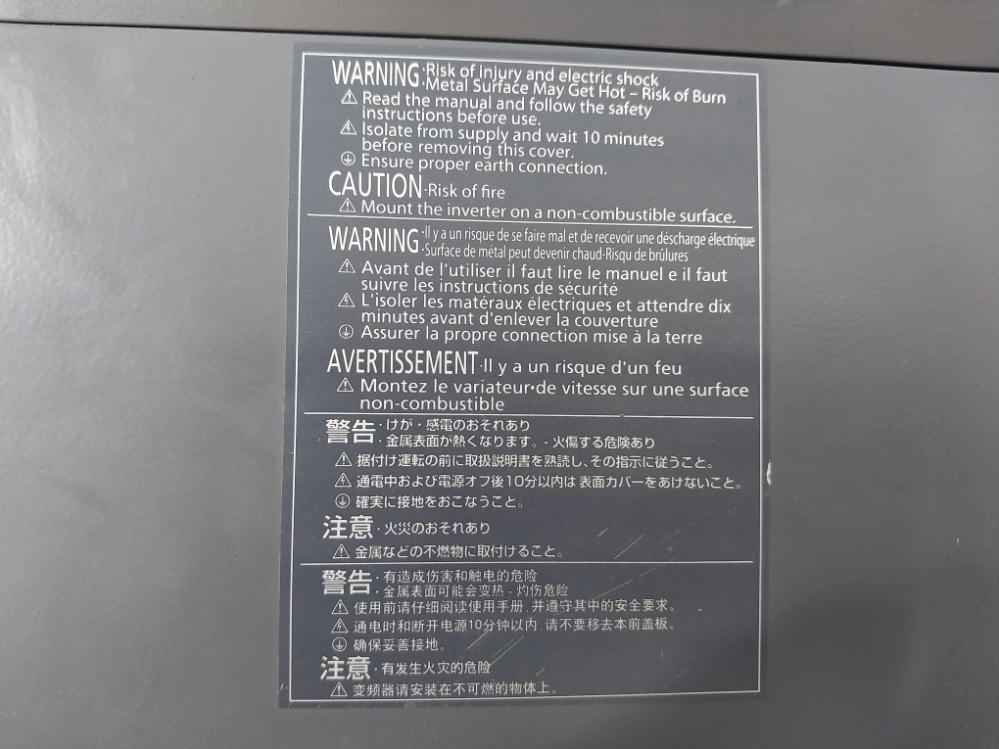 WARNING ·Risk of Injury and electric shock
·Metal Surface May Get Hot – Risk of Burn
Read the manual and follow the safety
instructions before use.
Isolate from supply and wait 10 minutes
before removing this cover.
Ensure proper earth connection.
CAUTION ·Risk of fire
Mount the inverter on a non-combustible surface.
WARNING ·Il y a un risque de se faire mal et de recevoir une déscharge électrique
·Surface de métal peut devenir chaud-Risqu de brûlures
Avant de l'utiliser il faut lire le manuel e il faut
suivre les instructions de sécurité
L'isoler les matéraux électriques et attendre dix
minutes avant d'enlever la couverture
Assurer la propre connection mise à la terre
AVERTISSEMENT ·Il y a un risque d'un feu
Montez le variateur·de vitesse sur une surface
non-combustible
警告 ·けが・感電のおそれあり
·金属表面が熱くなります。- 火傷する危険あり
据付け運転の前に取扱説明書を熟読し、その指示に従うこと。
通電中および電源オフ後10分以内は 表面カバーをあけないこと。
確実に接地をおこなうこと。
注意 ·火災のおそれあり
金属などの不燃物に取付けること。
警告 ·有造成伤害和触电的危险
·金属表面可能会变热 - 灼伤危险
使用前请仔细阅读使用手册,并遵守其中的安全要求。
通电时和断开电源10分钟以内,请不要移去本前盖板。
确保妥善接地。
注意 ·有发生火灾的危险
变频器请安装在不可燃的物体上。